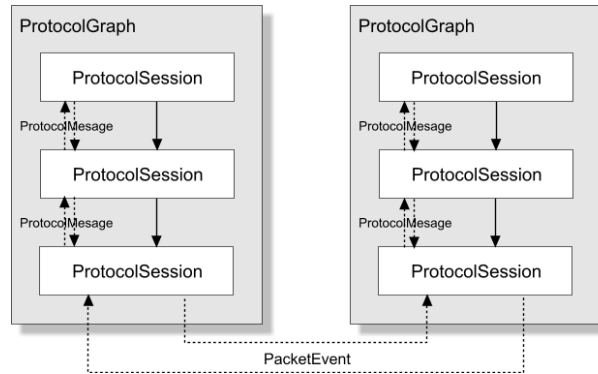 ProtocolGraph
ProtocolSession
ProtocolMesage
ProtocolSession
ProtocolMesage
ProtocolSession
ProtocolGraph
ProtocolSession
ProtocolMesage
ProtocolSession
ProtocolMesage
ProtocolSession
PacketEvent